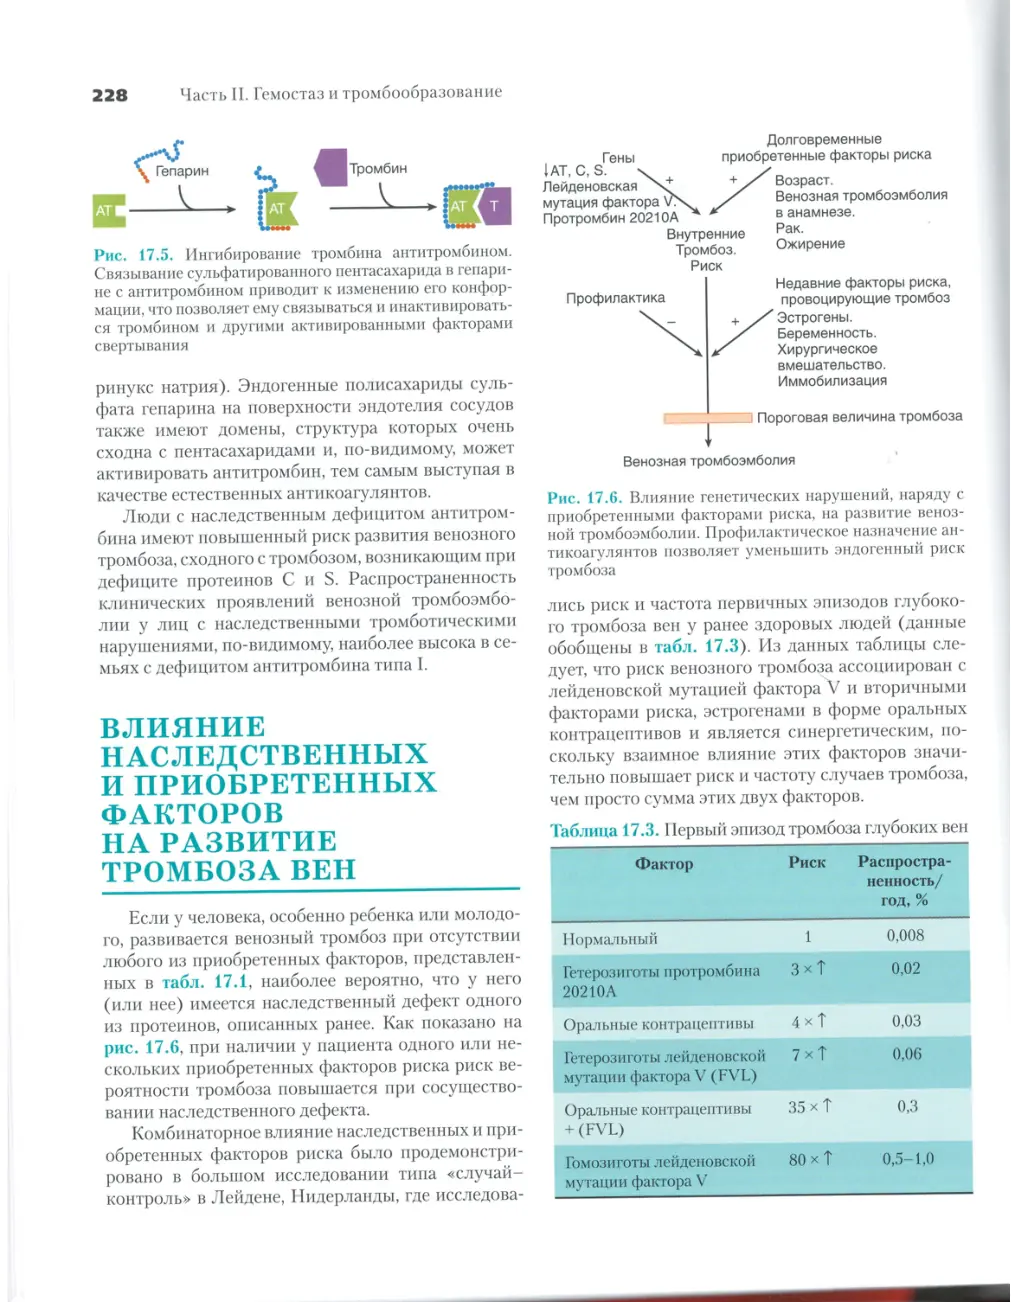 228 Часть II. Гемостаз и тромбообразование
Гепарин
Тромбин
АТ
АТ
АТ
Т
Рис. 17.5. Ингибирование тромбина антитромбином.
Связывание сульфатированного пентасахарида в гепари-
не с антитромбином приводит к изменению его конфор-
мации, что позволяет ему связываться и инактивировать-
ся тромбином и другими активированными факторами
свертывания
ринукс натрия). Эндогенные полисахариды суль-
фата гепарина на поверхности эндотелия сосудов
также имеют домены, структура которых очень
сходна с пентасахаридами и, по-видимому, может
активировать антитромбин, тем самым выступая в
качестве естественных антикоагулянтов.
Люди с наследственным дефицитом антитром-
бина имеют повышенный риск развития венозного
тромбоза, сходного с тромбозом, возникающим при
дефиците протеинов C и S. Распространенность
клинических проявлений венозной тромбоэмбо-
лии у лиц с наследственными тромботическими
нарушениями, по-видимому, наиболее высока в се-
мьях с дефицитом антитромбина типа I.
ВЛИЯНИЕ
НАСЛЕДСТВЕННЫХ
И ПРИОБРЕТЕННЫХ
ФАКТОРОВ
НА РАЗВИТИЕ
ТРОМБОЗА ВЕН
Если у человека, особенно ребенка или молодо-
го, развивается венозный тромбоз при отсутствии
любого из приобретенных факторов, представлен-
ных в табл. 17.1, наиболее вероятно, что у него
(или нее) имеется наследственный дефект одного
из протеинов, описанных ранее. Как показано на
рис. 17.6, при наличии у пациента одного или не-
скольких приобретенных факторов риска риск ве-
роятности тромбоза повышается при сосущество-
вании наследственного дефекта.
Комбинаторное влияние наследственных и при-
обретенных факторов риска было продемонстри-
ровано в большом исследовании типа «случай–
контроль» в Лейдене, Нидерланды, где исследова-
Гены
↓АТ, C, S.
Лейденовская
мутация фактора V.
Протромбин 20210A
+
+
Долговременные
приобретенные факторы риска
Возраст.
Венозная тромбоэмболия
в анамнезе.
Рак.
Ожирение
Внутренние
Тромбоз.
Риск
Профилактика
–
+
Недавние факторы риска,
провоцирующие тромбоз
Эстрогены.
Беременность.
Хирургическое
вмешательство.
Иммобилизация
Пороговая величина тромбоза
Венозная тромбоэмболия
Рис. 17.6. Влияние генетических нарушений, наряду с
приобретенными факторами риска, на развитие веноз-
ной тромбоэмболии. Профилактическое назначение ан-
тикоагулянтов позволяет уменьшить эндогенный риск
тромбоза
лись риск и частота первичных эпизодов глубоко-
го тромбоза вен у ранее здоровых людей (данные
обобщены в табл. 17.3). Из данных таблицы сле-
дует, что риск венозного тромбоза ассоциирован с
лейденовской мутацией фактора V и вторичными
факторами риска, эстрогенами в форме оральных
контрацептивов и является синергетическим, по-
скольку взаимное влияние этих факторов значи-
тельно повышает риск и частоту случаев тромбоза,
чем просто сумма этих двух факторов.
Таблица 17.3. Первый эпизод тромбоза глубоких вен
Фактор Риск Распростра-
ненность/
год, %
Нормальный 1 0,008
Гетерозиготы протромбина 3 × ↑ 0,02
20210A
Оральные контрацептивы 4 × ↑ 0,03
Гетерозиготы лейденовской 7 × ↑ 0,06
мутации фактора V (FVL)
Оральные контрацептивы 35 × ↑ 0,3
+ (FVL)
Гомозиготы лейденовской 80 × ↑ 0,5–1,0
мутации фактора V